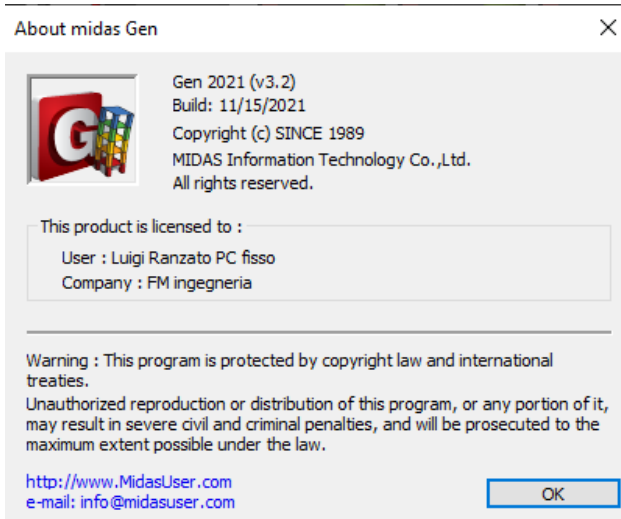 About midas Gen
Gen 2021 (v3.2)
Build: 11/15/2021
Copyright (c) SINCE 1989
MIDAS Information Technology Co.,Ltd.
All rights reserved.
G
This product is licensed to :
User : Luigi Ranzato PC fisso
Company : FM ingegneria
Warning : This program is protected by copyright law and international
treaties.
Unauthorized reproduction or distribution of this program, or any portion of it,
may result in severe civil and criminal penalties, and will be prosecuted to the
maximum extent possible under the law.
http://www.MidasUser.com
e-mail: info@midasuser.com
OK